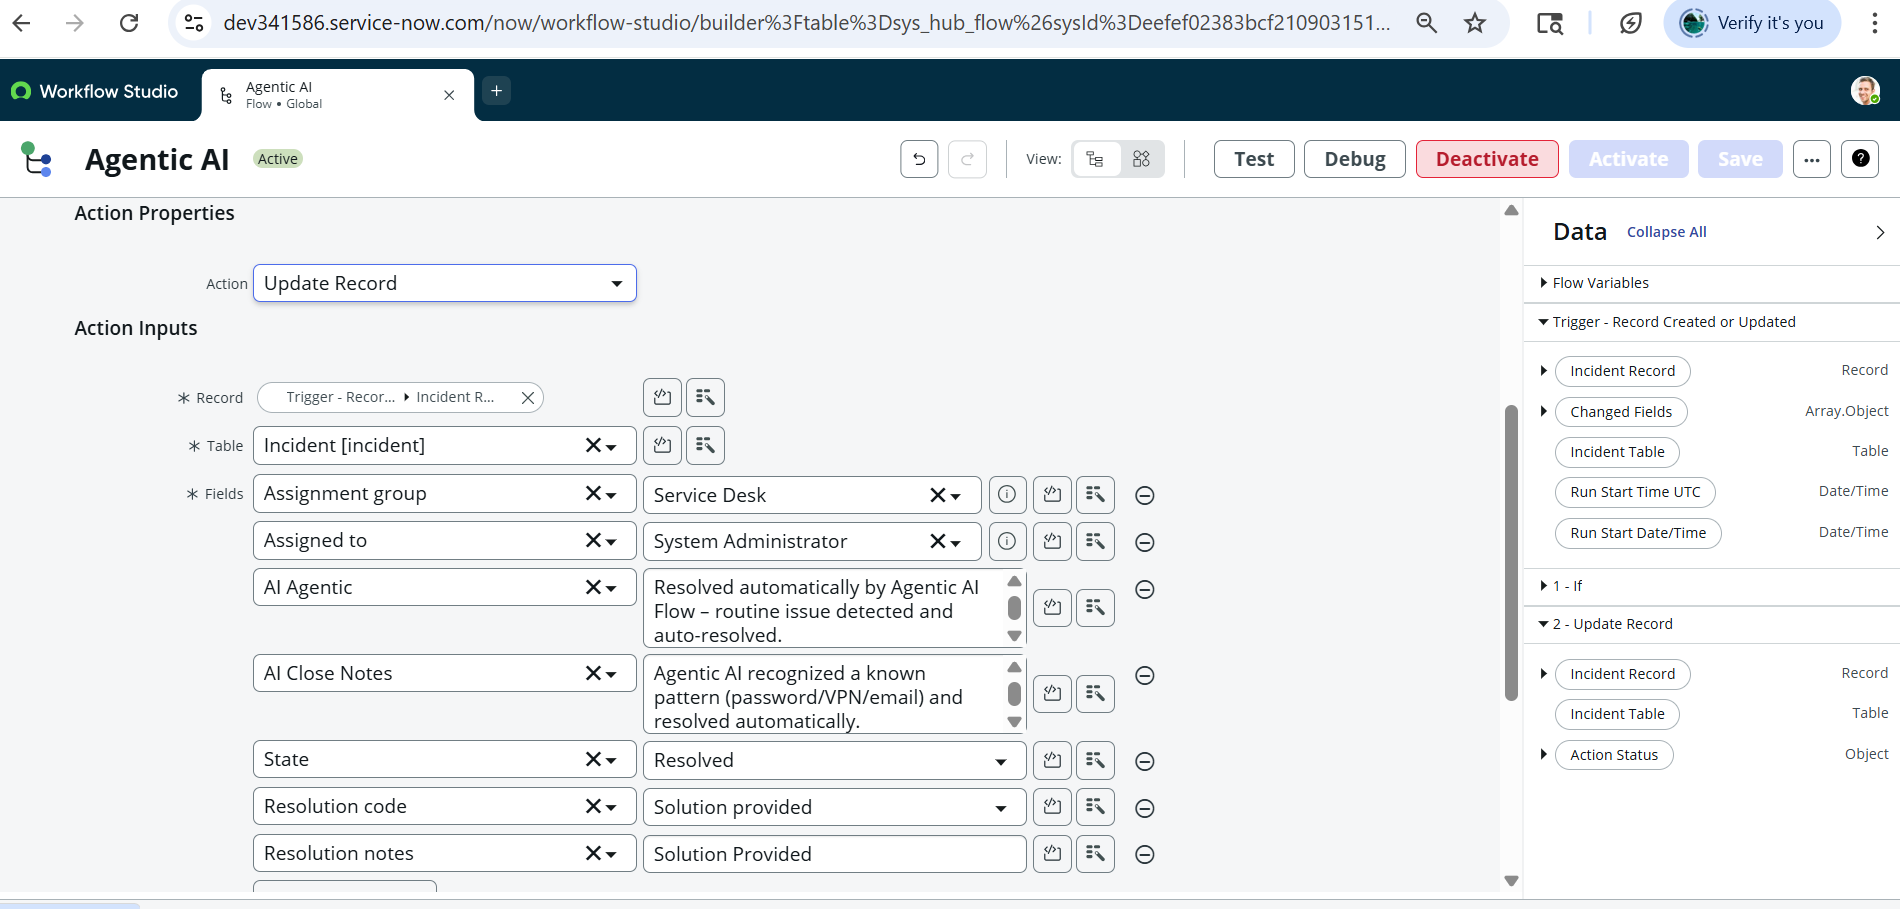 dev341586.service-now.com/now/workflow-studio/builder%3Ftable%3Dsys_hub_flow%26sysId%3Deefef02383bcf210903151...
Verify it's you
Workflow Studio
Agentic AI
Flow • Global
Agentic AI
Active
View:
Test
Debug
Deactivate
Activate
Save
Action Properties
Action
Update Record
Action Inputs
Record
Trigger - Recor... ▸ Incident R...
Table
Incident [incident]
Fields
Assignment group
Service Desk
Assigned to
System Administrator
AI Agentic
Resolved automatically by Agentic AI
Flow – routine issue detected and
auto-resolved.
AI Close Notes
Agentic AI recognized a known
pattern (password/VPN/email) and
resolved automatically.
State
Resolved
Resolution code
Solution provided
Resolution notes
Solution Provided
Data
Collapse All
Flow Variables
Trigger - Record Created or Updated
Incident Record
Record
Changed Fields
Array.Object
Incident Table
Table
Run Start Time UTC
Date/Time
Run Start Date/Time
Date/Time
1 - If
2 - Update Record
Incident Record
Record
Incident Table
Table
Action Status
Object